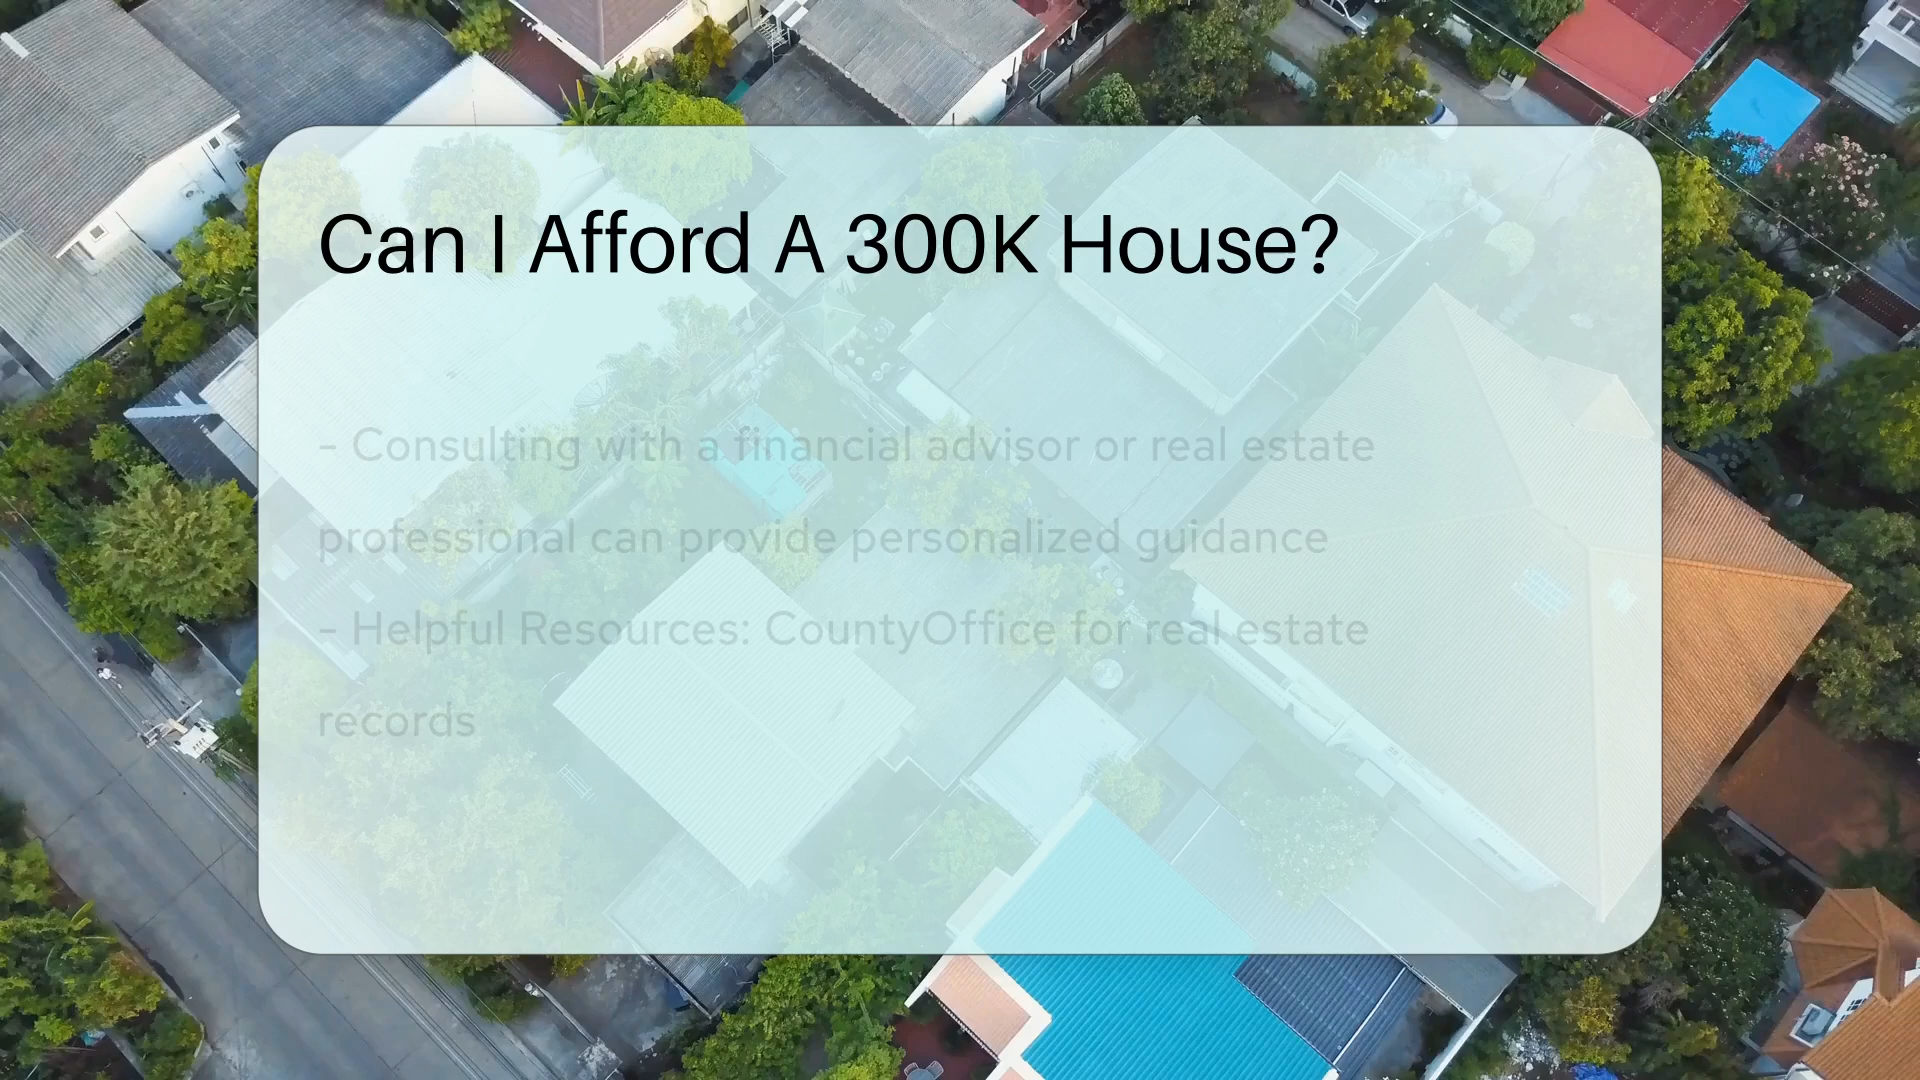 Can I Afford A 300K House?
– Consulting with a financial advisor or real estate
professional can provide personalized guidance
– Helpful Resources: CountyOffice for real estate
records